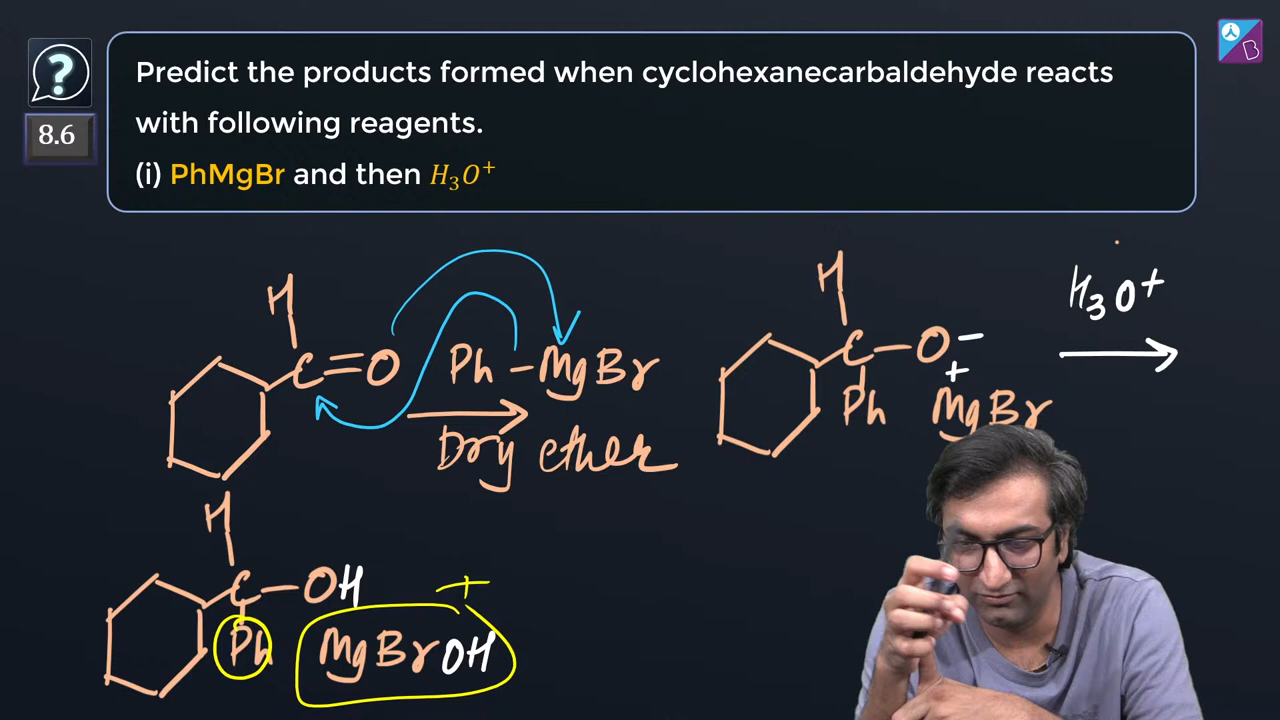 ?
8.6
Predict the products formed when cyclohexanecarbaldehyde reacts
with following reagents.
(i) PhMgBr and then H₃O⁺
B
H
C=O
Ph-MgBr
Dry ether
H
C-O⁻
Ph
⁺
MgBr
H₃O⁺
H
C-OH
Ph
+
MgBrOH